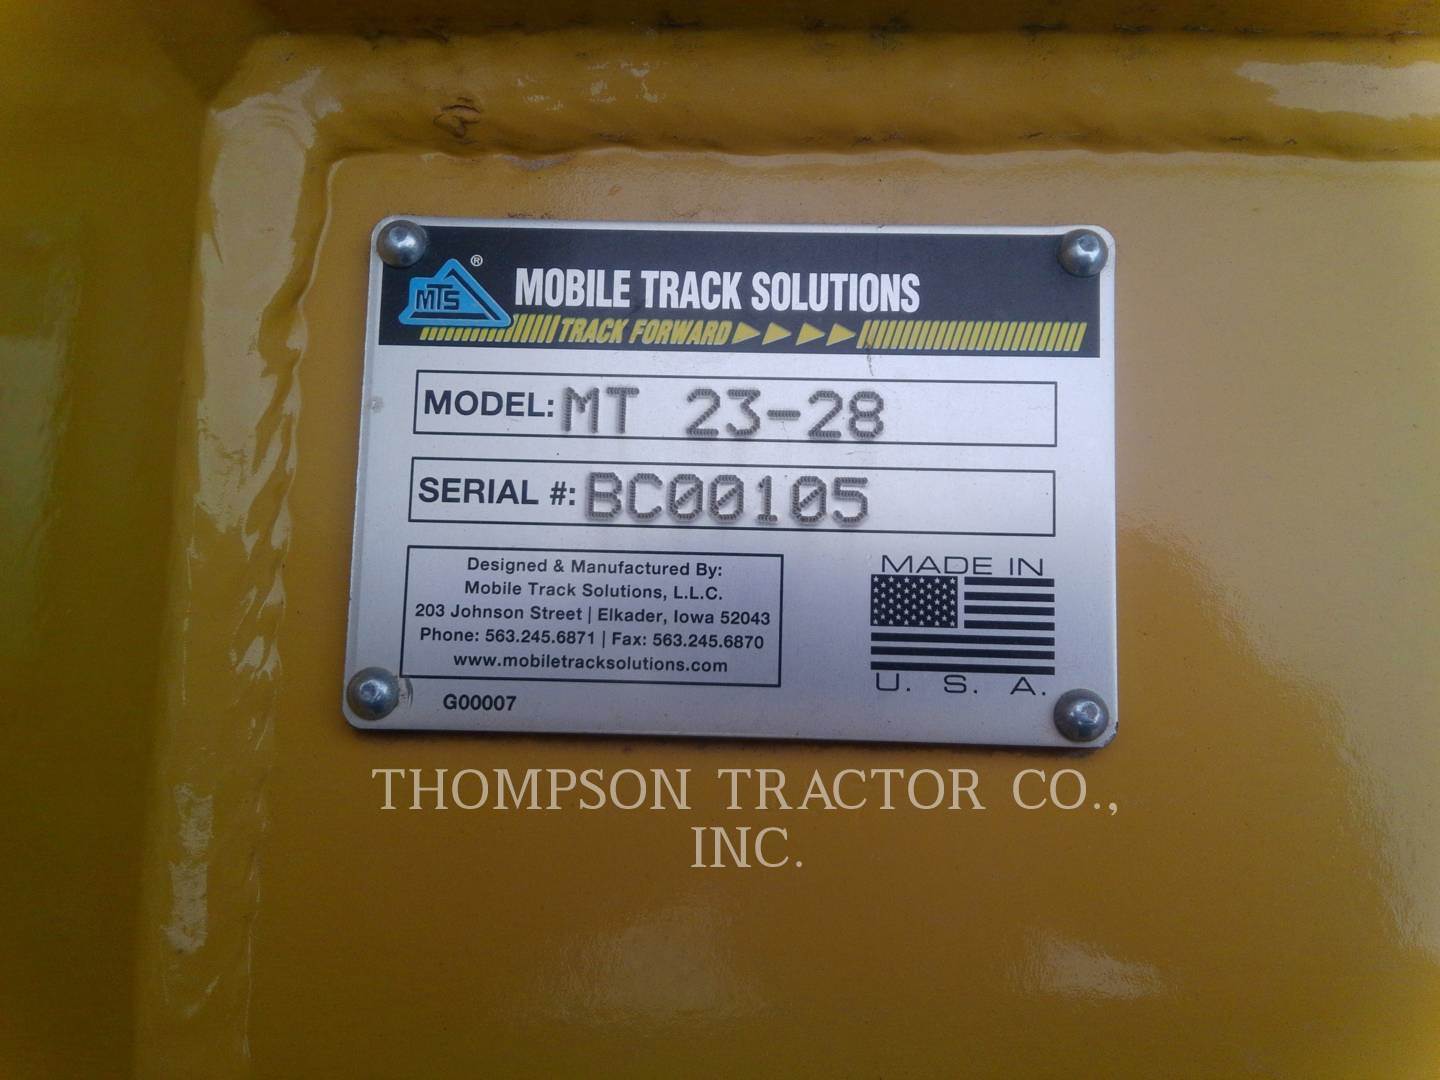 MTS ®
MOBILE TRACK SOLUTIONS
TRACK FORWARD
MODEL: MT 23-28
SERIAL #: BC00105
Designed & Manufactured By:
Mobile Track Solutions, L.L.C.
203 Johnson Street | Elkader, Iowa 52043
Phone: 563.245.6871 | Fax: 563.245.6870
www.mobiletracksolutions.com
G00007
MADE IN
U. S. A.
THOMPSON TRACTOR CO.,
INC.